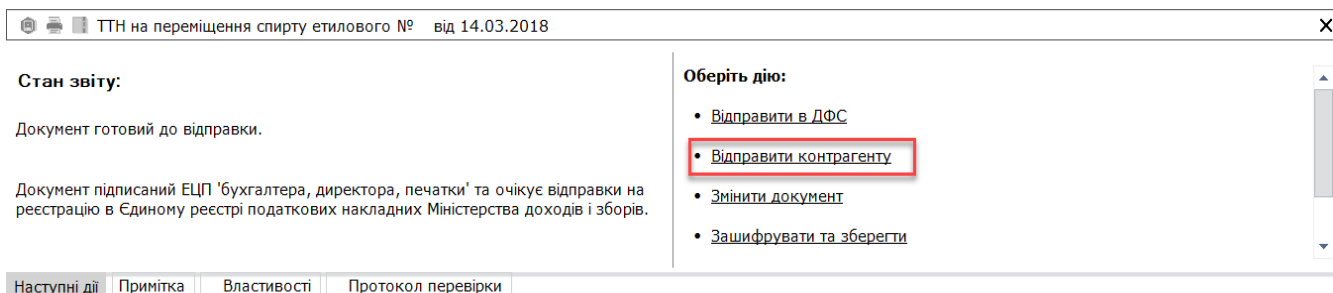 ТТН на переміщення спирту етилового № від 14.03.2018
Стан звіту:
Документ готовий до відправки.
Документ підписаний ЕЦП 'бухгалтера, директора, печатки' та очікує відправки на
реєстрацію в Єдиному реєстрі податкових накладних Міністерства доходів і зборів.
Оберіть дію:
• Відправити в ДФС
• Відправити контрагенту
• Змінити документ
• Зашифрувати та зберегти
Наступні дії Примітка Властивості Протокол перевірки